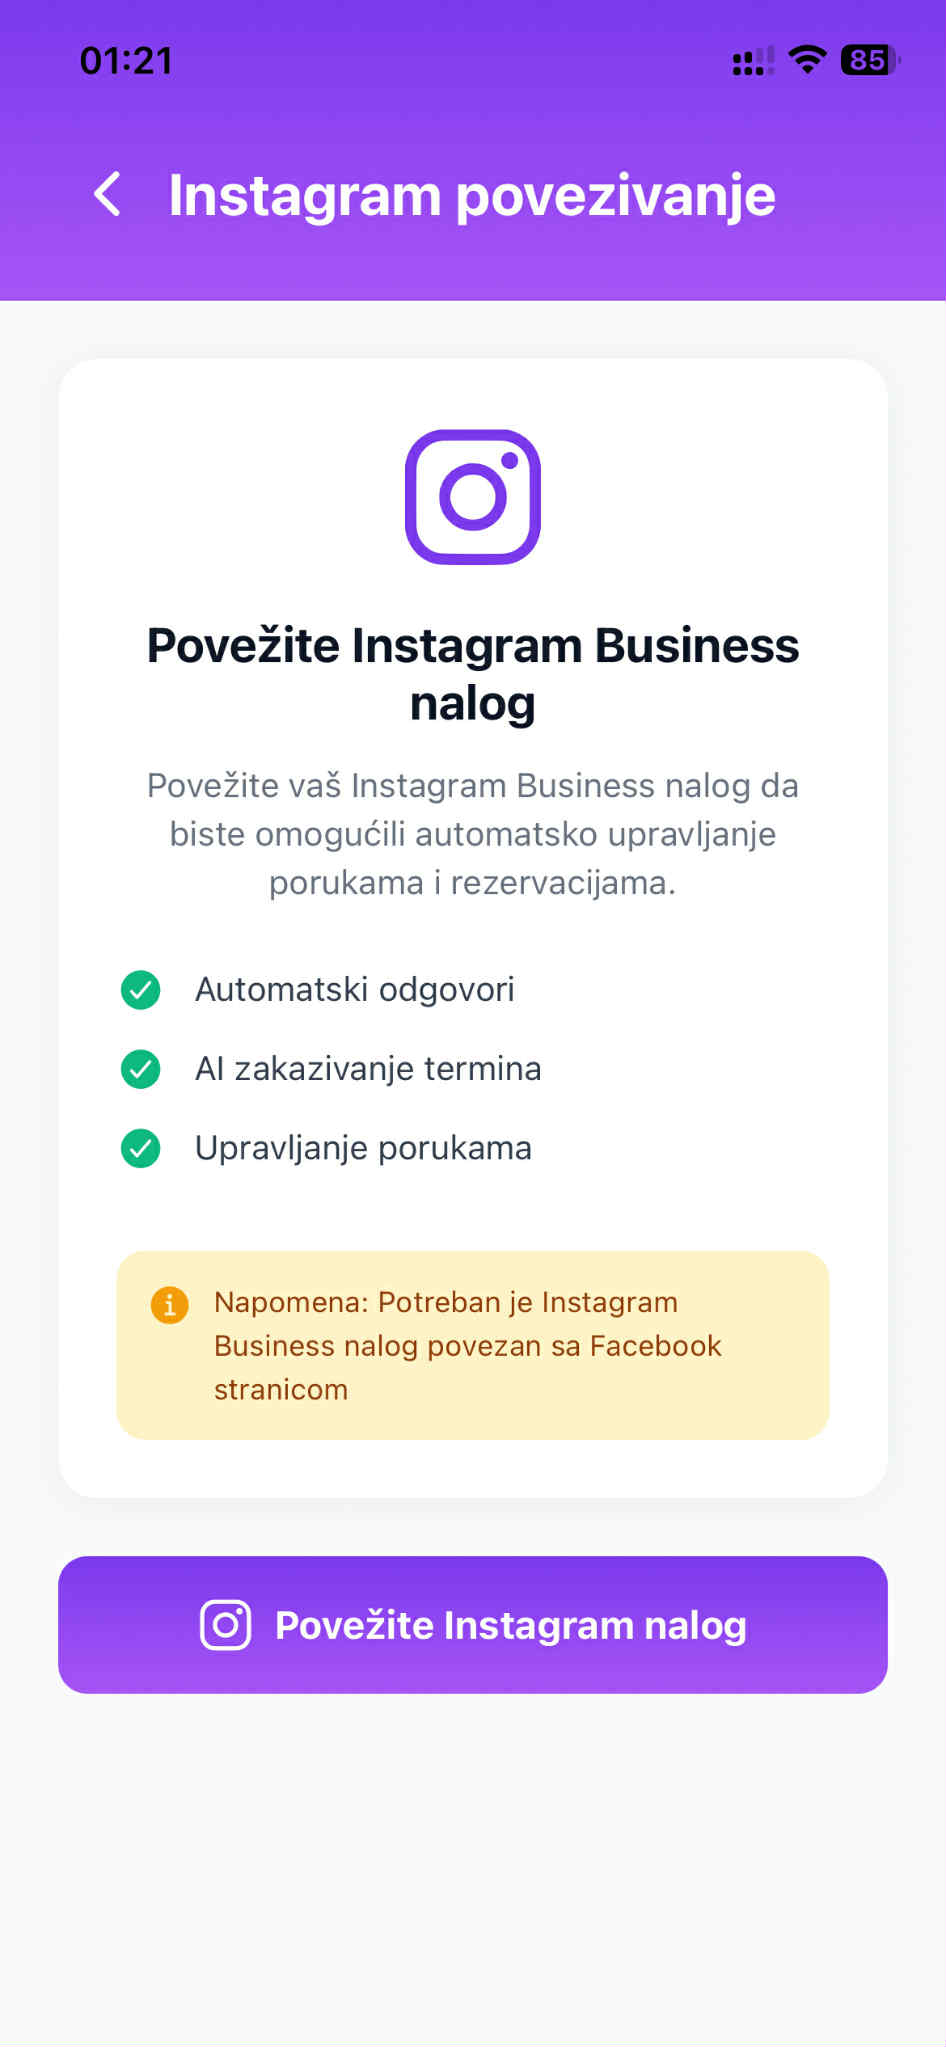 01:21
85
Instagram povezivanje
Povežite Instagram Business
nalog
Povežite vaš Instagram Business nalog da
biste omogućili automatsko upravljanje
porukama i rezervacijama.
Automatski odgovori
AI zakazivanje termina
Upravljanje porukama
Napomena: Potreban je Instagram
Business nalog povezan sa Facebook
stranicom
Povežite Instagram nalog